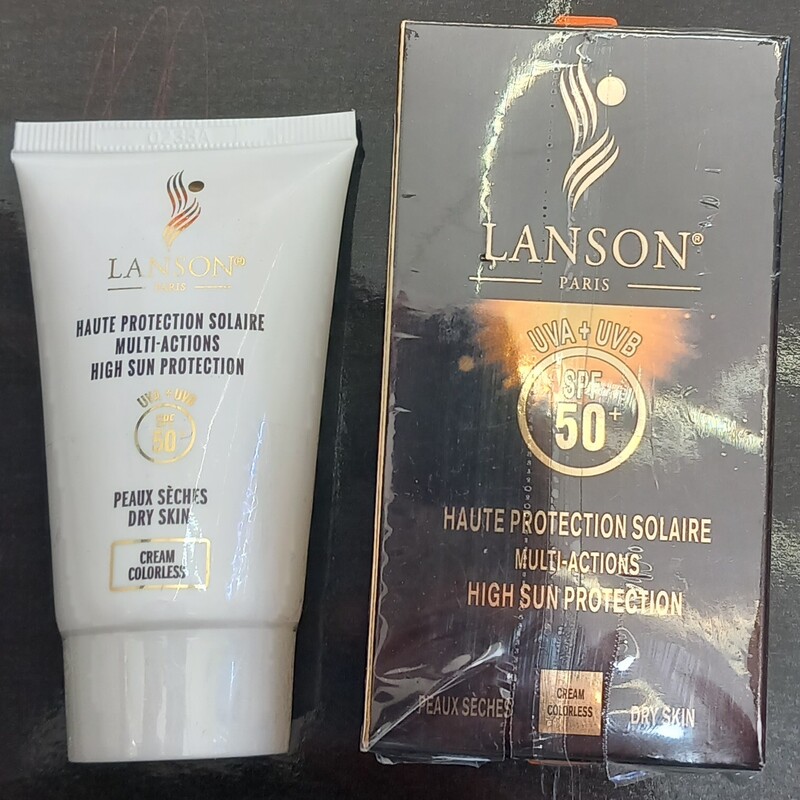 LANSON
PARIS
HAUTE PROTECTION SOLAIRE
MULTI-ACTIONS
HIGH SUN PROTECTION
UVA + UVB
SPF
50+
PEAUX SÈCHES
DRY SKIN
CREAM
COLORLESS
LANSON®
PARIS
UVA + UVB
SPF
50+
HAUTE PROTECTION SOLAIRE
MULTI-ACTIONS
HIGH SUN PROTECTION
PEAUX SÈCHES
CREAM
COLORLESS
DRY SKIN